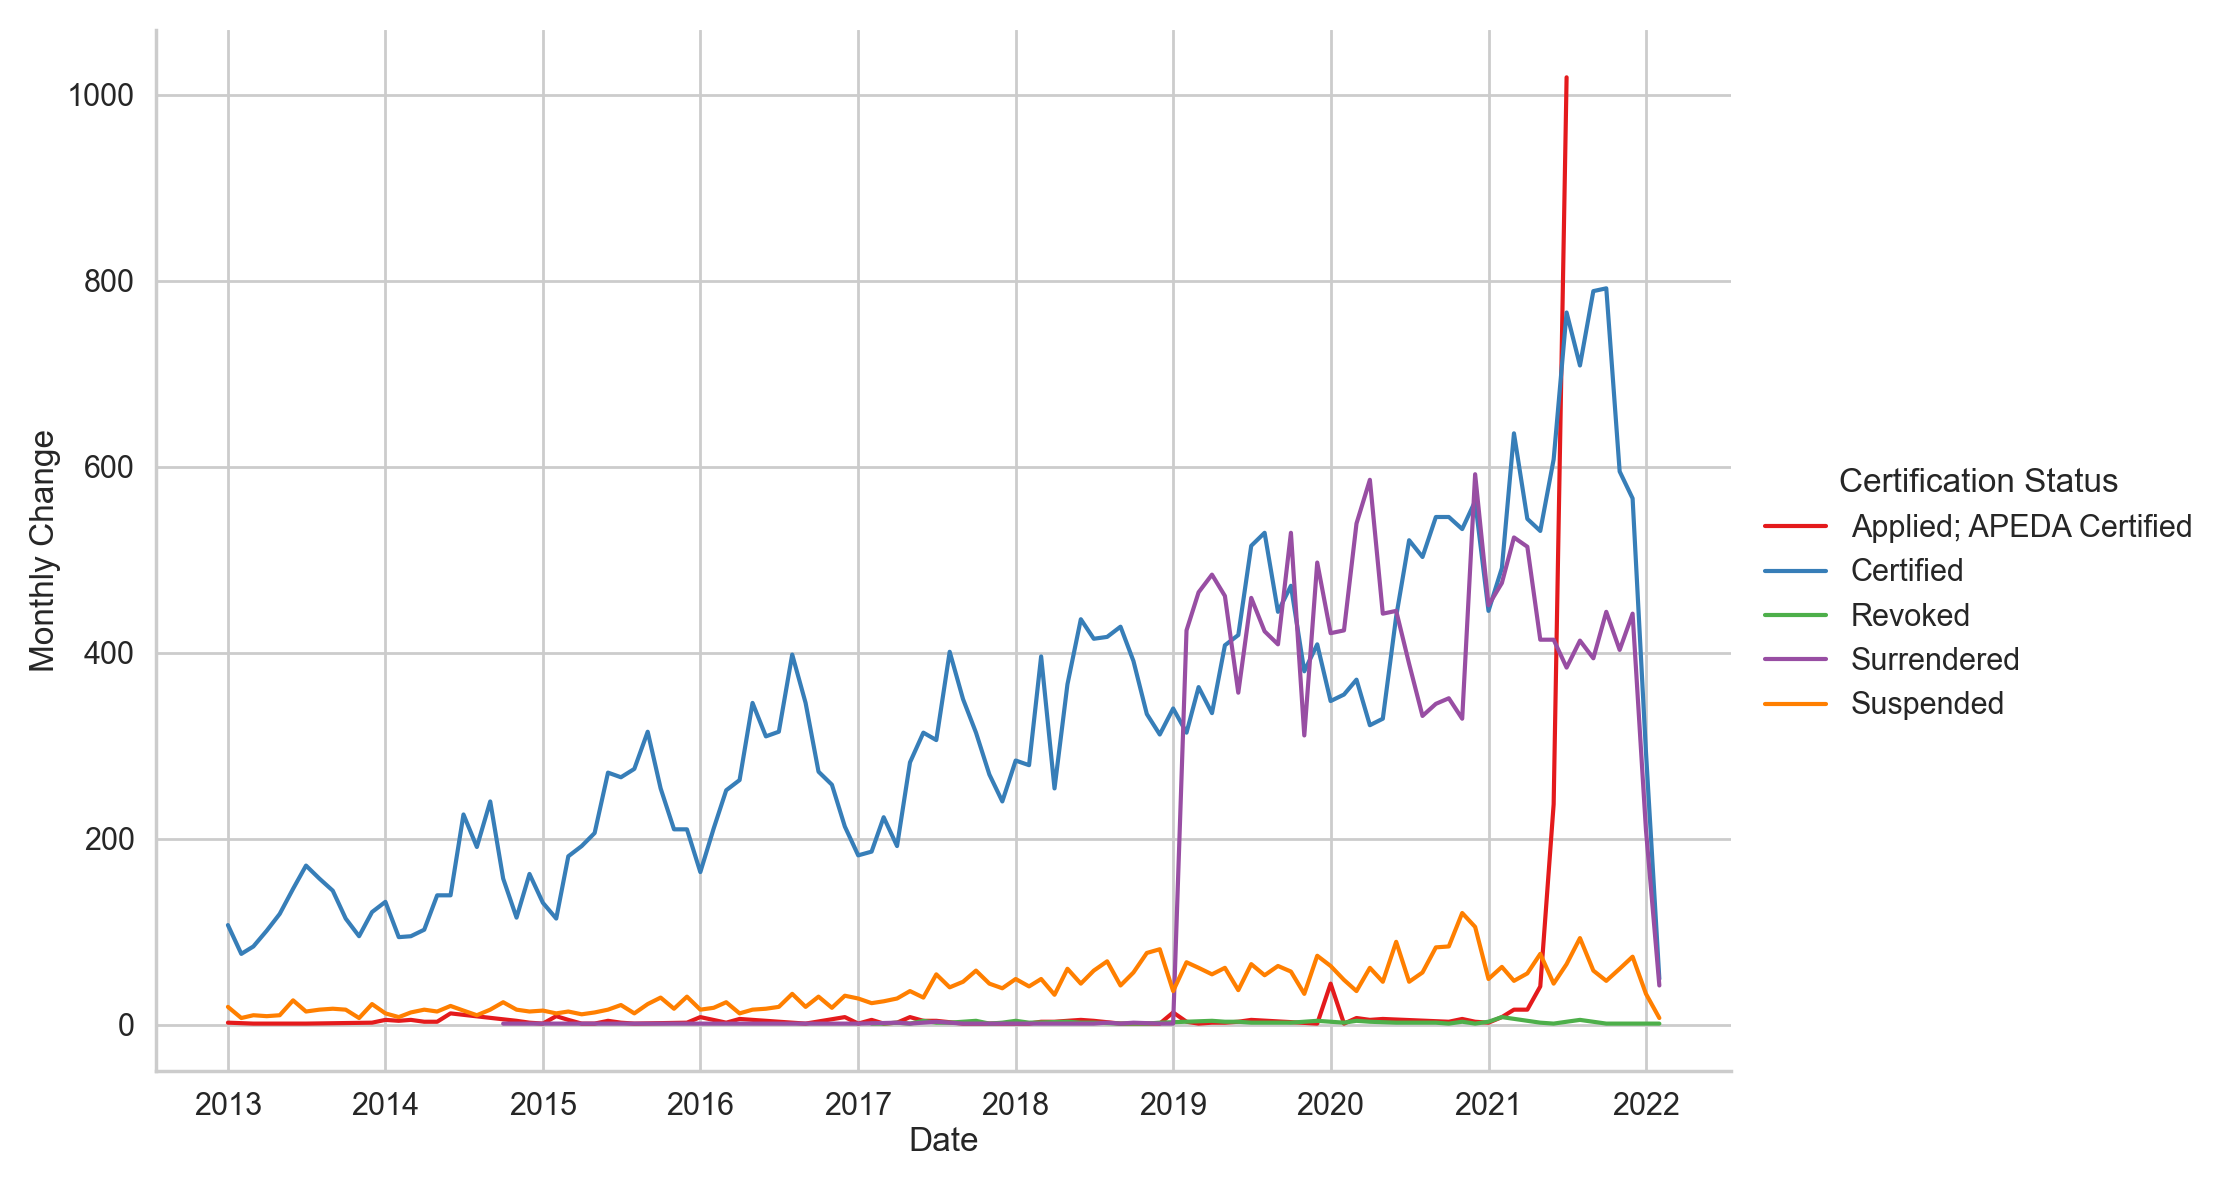 1000
800
600
400
200
0
Monthly Change
2013 2014 2015 2016 2017 2018 2019 2020 2021 2022
Date
Certification Status
Applied; APEDA Certified
Certified
Revoked
Surrendered
Suspended